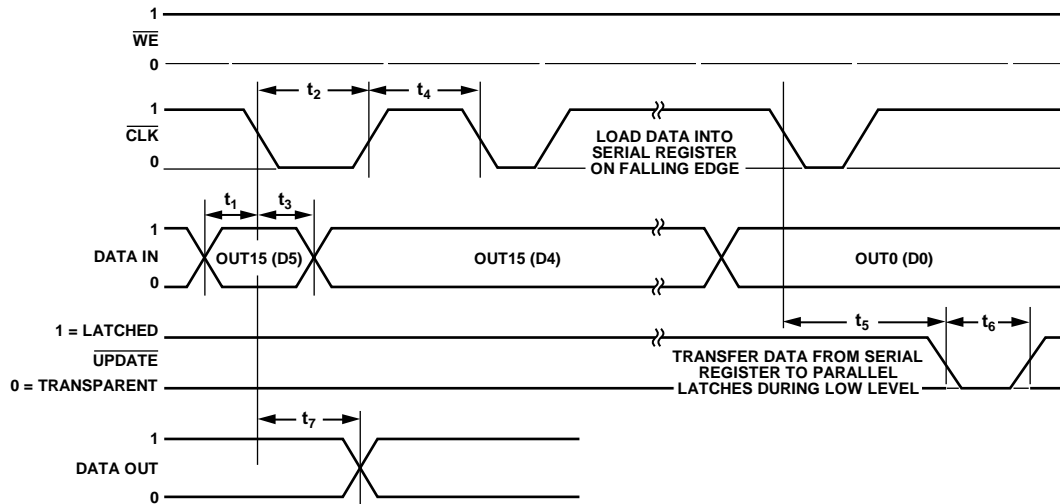 1
WE
0
t2
t4
1
CLK
0
LOAD DATA INTO
SERIAL REGISTER
ON FALLING EDGE
t1
t3
1
DATA IN
0
OUT15 (D5)
OUT15 (D4)
OUT0 (D0)
t5
t6
1 = LATCHED
UPDATE
0 = TRANSPARENT
TRANSFER DATA FROM SERIAL
REGISTER TO PARALLEL
LATCHES DURING LOW LEVEL
t7
1
DATA OUT
0